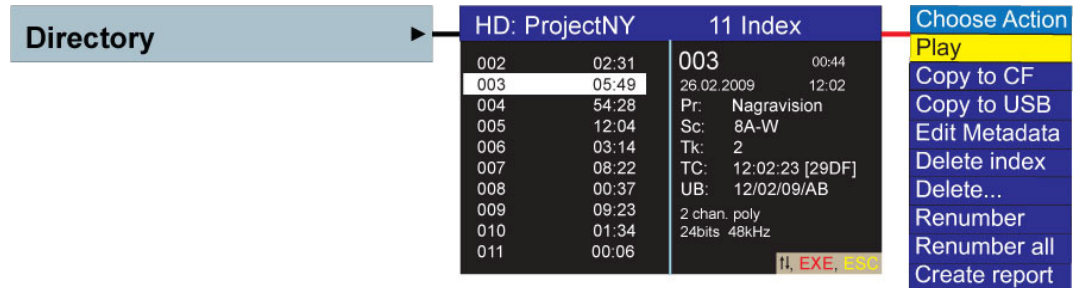 Directory
HD: ProjectNY 11 Index
002 02:31
003 05:49
004 54:28
005 12:04
006 03:14
007 08:22
008 00:37
009 09:23
010 01:34
011 00:06
003 00:44
26.02.2009 12:02
Pr: Nagravision
Sc: 8A-W
Tk: 2
TC: 12:02:23 [29DF]
UB: 12/02/09/AB
2 chan. poly
24bits 48kHz
↑↓, EXE, ESC
Choose Action
Play
Copy to CF
Copy to USB
Edit Metadata
Delete index
Delete...
Renumber
Renumber all
Create report